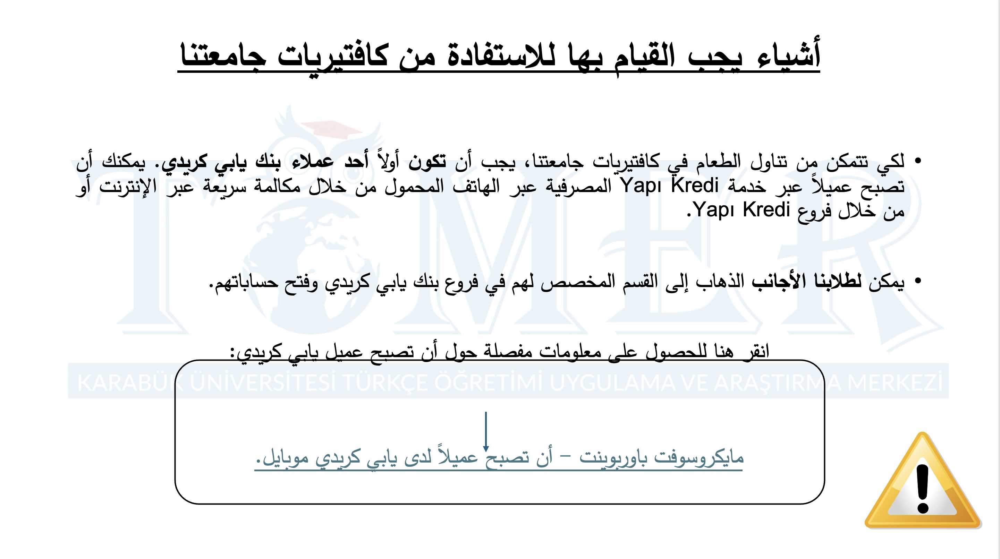 أشياء يجب القيام بها للاستفادة من كافتيريات جامعتنا
• لكي تتمكن من تناول الطعام في كافتيريات جامعتنا، يجب أن تكون أولاً أحد عملاء بنك يابي كريدي. يمكنك أن
تصبح عميلاً عبر خدمة Yapı Kredi المصرفية عبر الهاتف المحمول من خلال مكالمة سريعة عبر الإنترنت أو
من خلال فروع Yapı Kredi.
• يمكن لطلابنا الأجانب الذهاب إلى القسم المخصص لهم في فروع بنك يابي كريدي وفتح حساباتهم.
انقر هنا للحصول على معلومات مفصلة حول أن تصبح عميل يابي كريدي:
مايكروسوفت باوربوينت – أن تصبح عميلاً لدى يابي كريدي موبايل.
TÖMER
KARABÜK ÜNİVERSİTESİ TÜRKÇE ÖĞRETİMİ UYGULAMA VE ARAŞTIRMA MERKEZİ